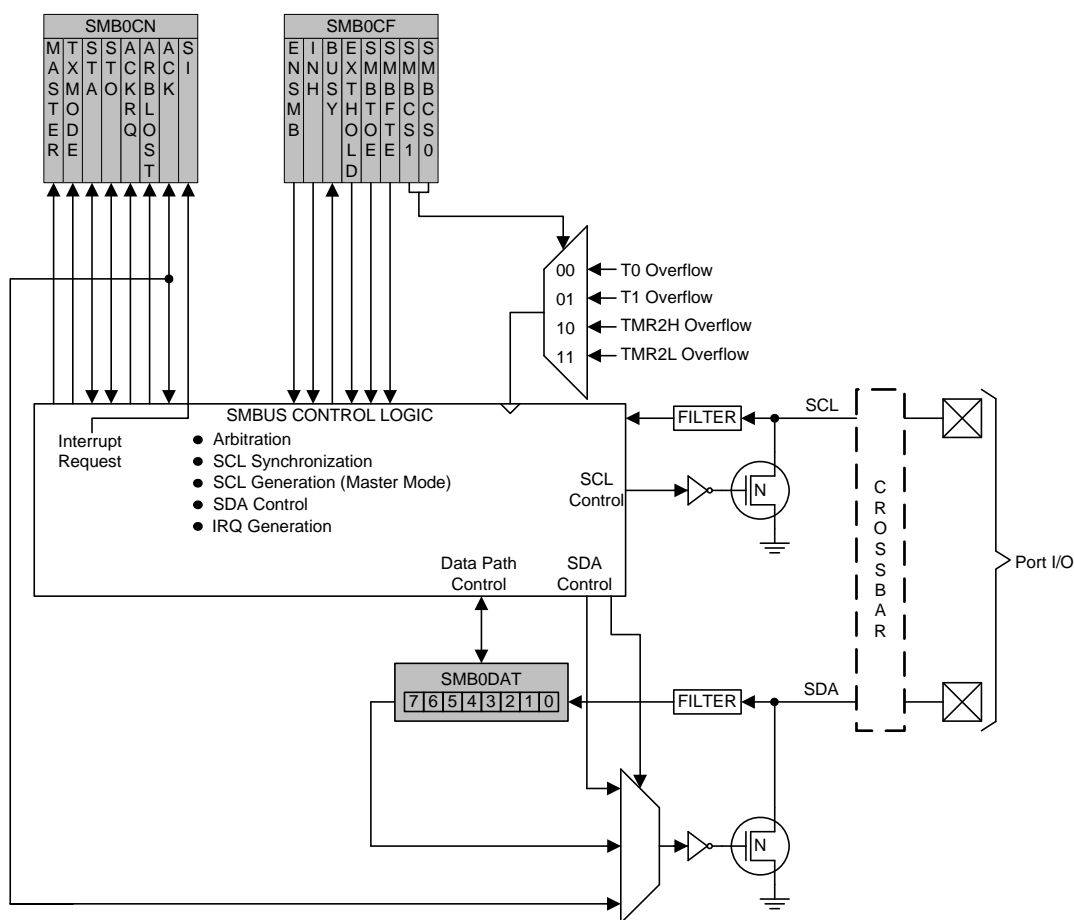 SMB0CN
MASTER
TXMODE
STA
STO
ACKRQ
ARBLOST
ACK
SI
SMB0CF
ENSMB
INH
BUSY
EXTHOLD
SMBTOE
SMBFTE
SMBCS1
SMBCS0
00
T0 Overflow
01
T1 Overflow
10
TMR2H Overflow
11
TMR2L Overflow
SMBUS CONTROL LOGIC
Interrupt
Request
● Arbitration
● SCL Synchronization
● SCL Generation (Master Mode)
● SDA Control
● IRQ Generation
SCL
Control
Data Path
Control
SDA
Control
FILTER
SCL
N
CROSSBAR
Port I/O
SMB0DAT
7 6 5 4 3 2 1 0
FILTER
SDA
N